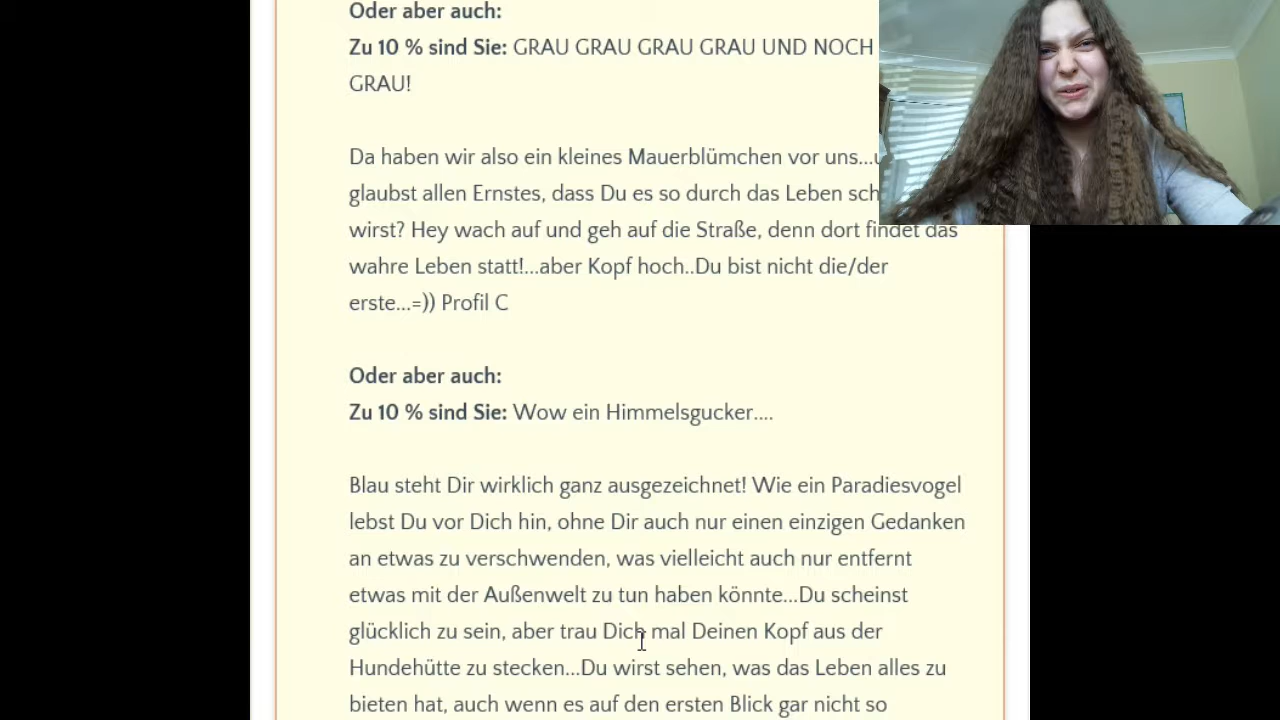 Oder aber auch:
Zu 10 % sind Sie: GRAU GRAU GRAU GRAU UND NOCH
GRAU!
Da haben wir also ein kleines Mauerblümchen vor uns...
glaubst allen Ernstes, dass Du es so durch das Leben
wirst? Hey wach auf und geh auf die Straße, denn dort findet das
wahre Leben statt!...aber Kopf hoch..Du bist nicht die/der
erste...=)) Profil C
Oder aber auch:
Zu 10 % sind Sie: Wow ein Himmelsgucker....
Blau steht Dir wirklich ganz ausgezeichnet! Wie ein Paradiesvogel
lebst Du vor Dich hin, ohne Dir auch nur einen einzigen Gedanken
an etwas zu verschwenden, was vielleicht auch nur entfernt
etwas mit der Außenwelt zu tun haben könnte...Du scheinst
glücklich zu sein, aber trau Dich mal Deinen Kopf aus der
Hundehütte zu stecken...Du wirst sehen, was das Leben alles zu
bieten hat, auch wenn es auf den ersten Blick gar nicht so